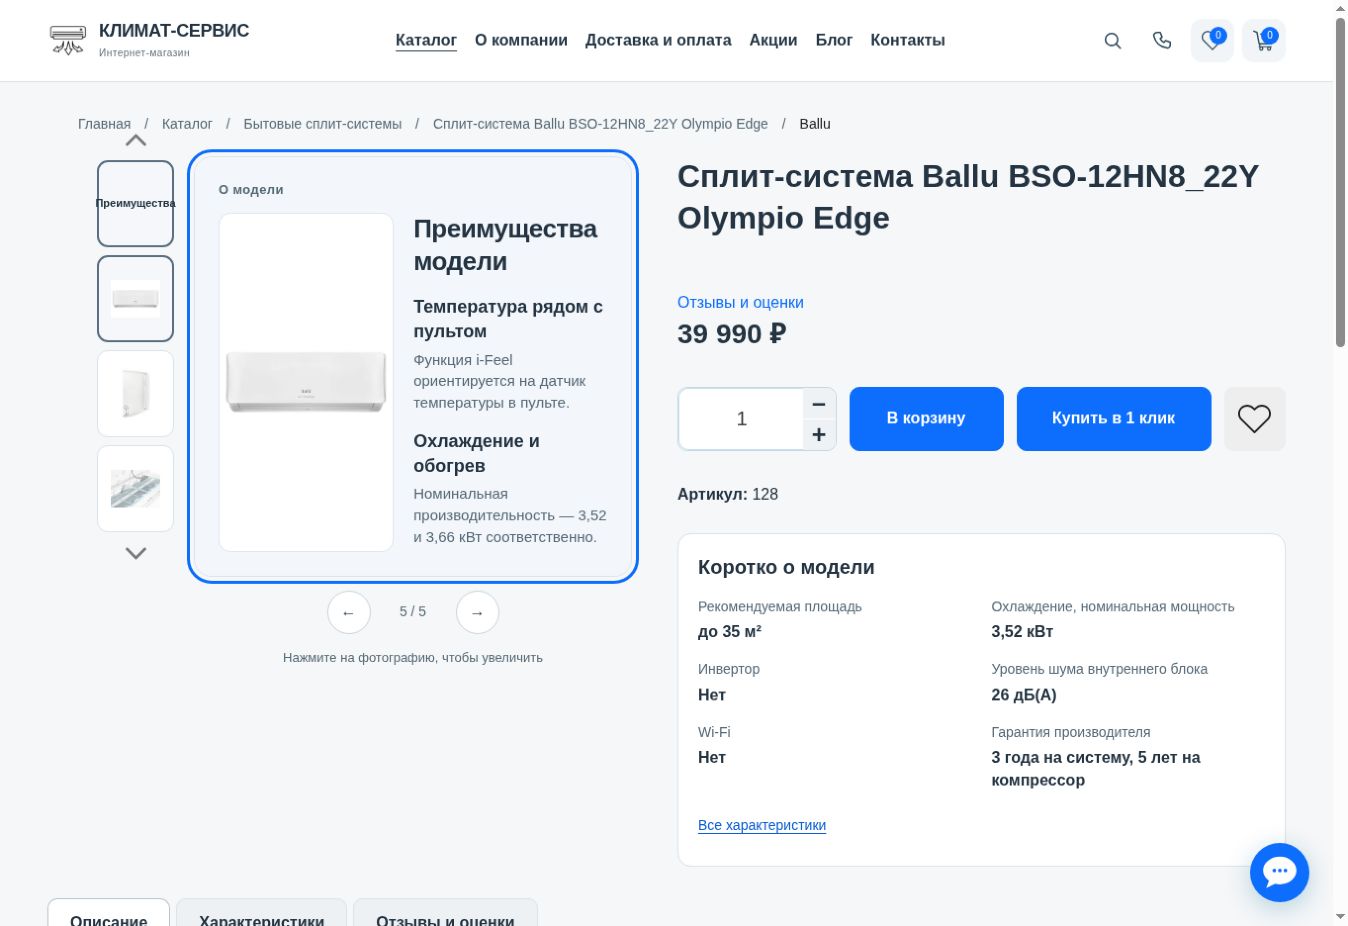 КЛИМАТ-СЕРВИС
Интернет-магазин
Каталог О компании Доставка и оплата Акции Блог Контакты
0
0
Главная / Каталог / Бытовые сплит-системы / Сплит-система Ballu BSO-12HN8_22Y Olympio Edge / Ballu
Преимущества
О модели
Преимущества
модели
Температура рядом с
пультом
Функция i-Feel
ориентируется на датчик
температуры в пульте.
Охлаждение и
обогрев
Номинальная
производительность — 3,52
и 3,66 кВт соответственно.
← 5 / 5 →
Нажмите на фотографию, чтобы увеличить
Сплит-система Ballu BSO-12HN8_22Y
Olympio Edge
Отзывы и оценки
39 990 ₽
1
−
+
В корзину
Купить в 1 клик
Артикул: 128
Коротко о модели
Рекомендуемая площадь
до 35 м²
Охлаждение, номинальная мощность
3,52 кВт
Инвертор
Нет
Уровень шума внутреннего блока
26 дБ(А)
Wi-Fi
Нет
Гарантия производителя
3 года на систему, 5 лет на
компрессор
Все характеристики
Описание Характеристики Отзывы и оценки